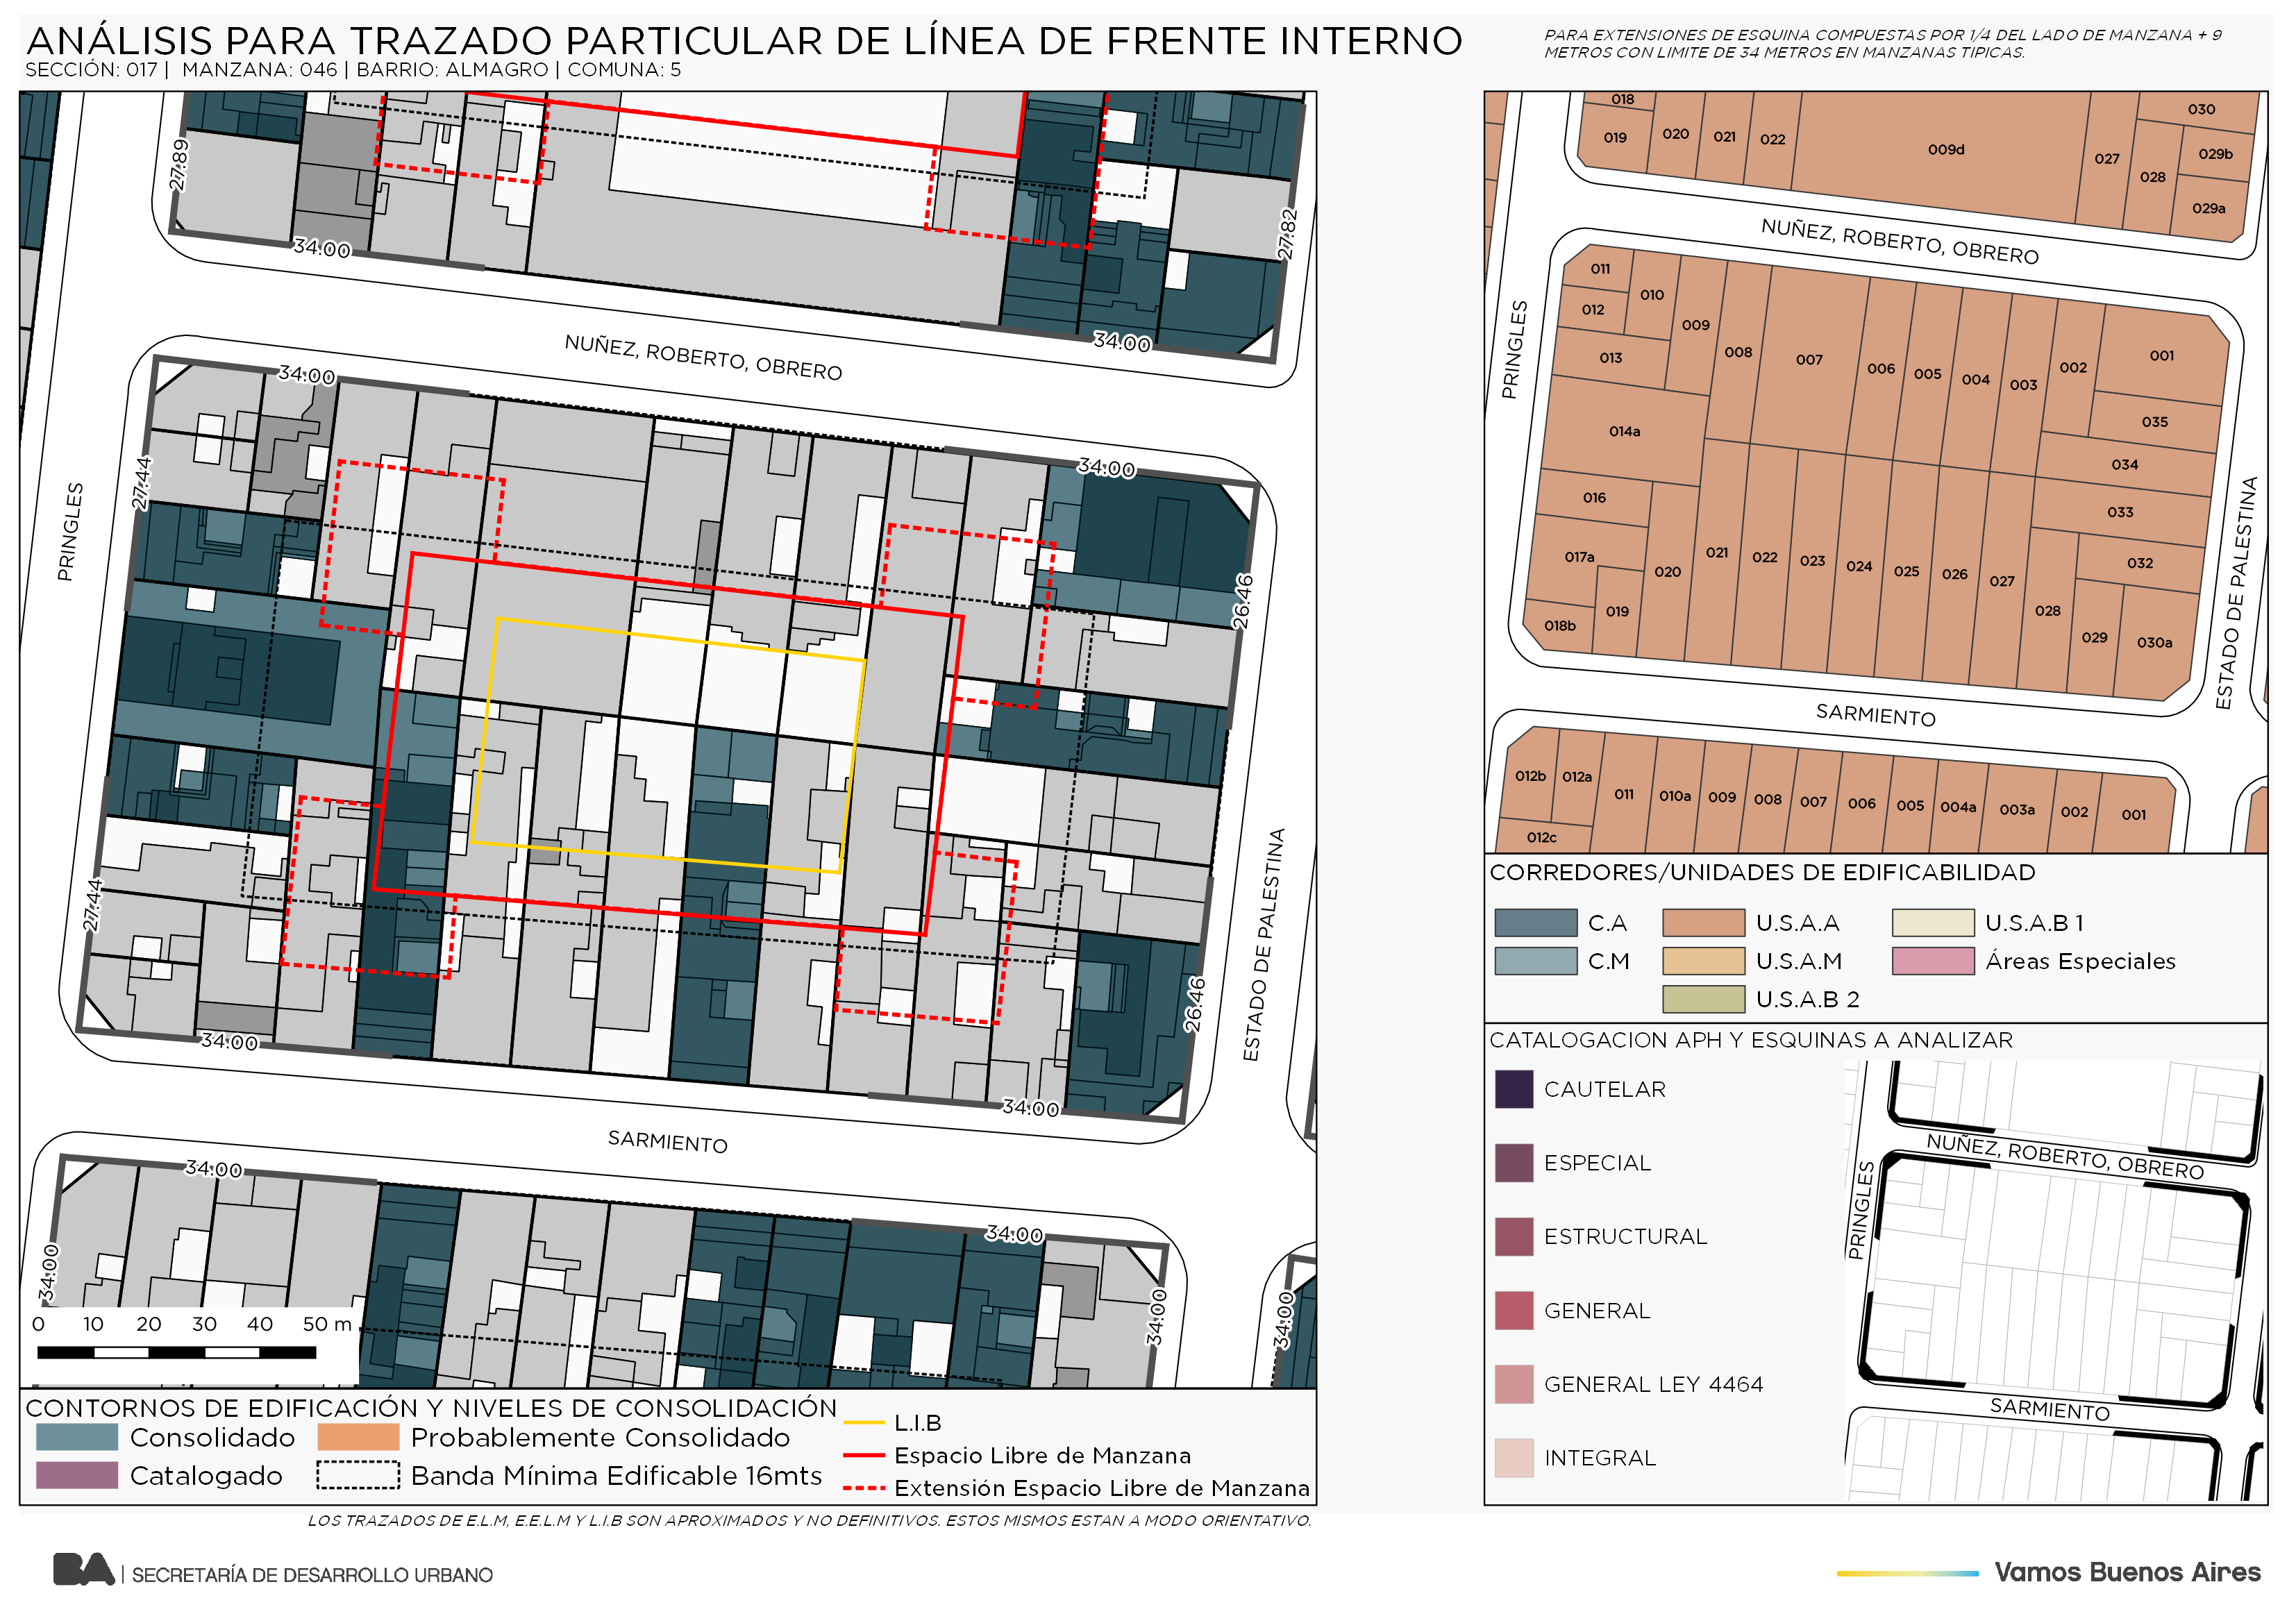 ANÁLISIS PARA TRAZADO PARTICULAR DE LÍNEA DE FRENTE INTERNO
SECCIÓN: 017 | MANZANA: 046 | BARRIO: ALMAGRO | COMUNA: 5
PARA EXTENSIONES DE ESQUINA COMPUESTAS POR 1/4 DEL LADO DE MANZANA + 9
METROS CON LIMITE DE 34 METROS EN MANZANAS TIPICAS.
27.89
34.00
27.82
34.00
NUÑEZ, ROBERTO, OBRERO
34.00
34.00
27.44
PRINGLES
26.46
27.44
ESTADO DE PALESTINA
26.46
34.00
34.00
SARMIENTO
34.00
34.00
34.00
34.00
34.00
0 10 20 30 40 50 m
018
019
020
021
022
009d
027
028
030
029b
029a
NUÑEZ, ROBERTO, OBRERO
PRINGLES
011
012
010
009
013
008
007
006
005
004
003
002
001
035
014a
034
016
033
017a
020
021
022
023
024
025
026
027
032
028
019
018b
029
030a
ESTADO DE PALESTINA
SARMIENTO
012b
012a
011
010a
009
008
007
006
005
004a
003a
002
001
012c
CORREDORES/UNIDADES DE EDIFICABILIDAD
C.A
U.S.A.A
U.S.A.B 1
C.M
U.S.A.M
Áreas Especiales
U.S.A.B 2
CATALOGACION APH Y ESQUINAS A ANALIZAR
CAUTELAR
ESPECIAL
ESTRUCTURAL
GENERAL
GENERAL LEY 4464
INTEGRAL
NUÑEZ, ROBERTO, OBRERO
PRINGLES
SARMIENTO
CONTORNOS DE EDIFICACIÓN Y NIVELES DE CONSOLIDACIÓN
Consolidado
Probablemente Consolidado
Catalogado
Banda Mínima Edificable 16mts
L.I.B
Espacio Libre de Manzana
Extensión Espacio Libre de Manzana
LOS TRAZADOS DE E.L.M, E.E.L.M Y L.I.B SON APROXIMADOS Y NO DEFINITIVOS. ESTOS MISMOS ESTAN A MODO ORIENTATIVO.
BA | SECRETARÍA DE DESARROLLO URBANO
Vamos Buenos Aires